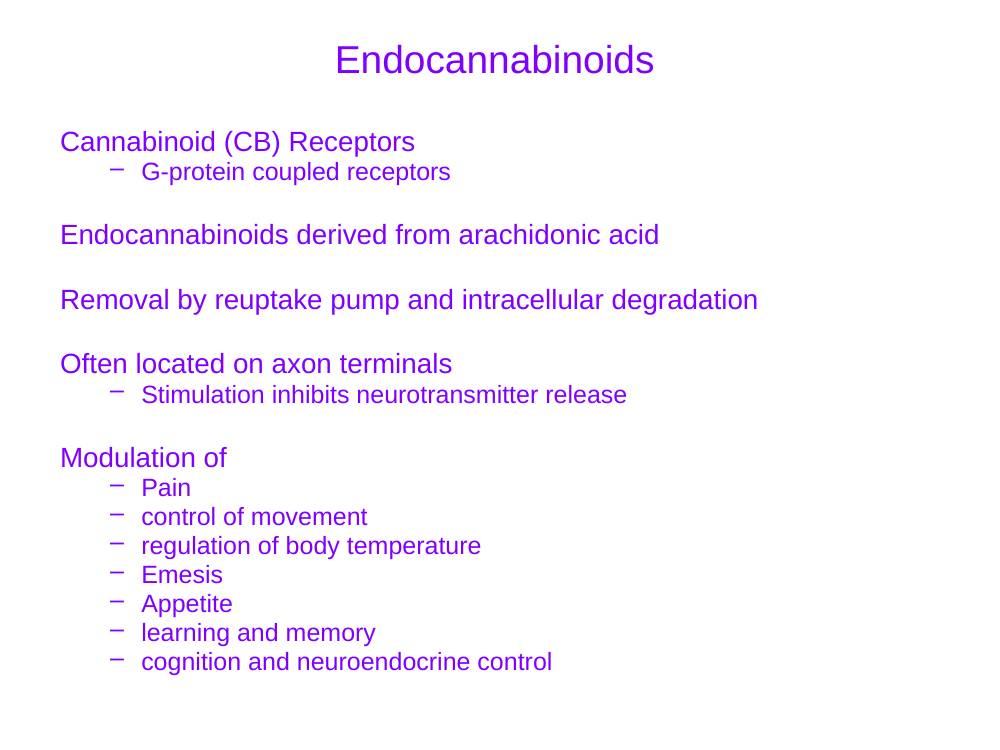 Endocannabinoids
Cannabinoid (CB) Receptors
– G-protein coupled receptors
Endocannabinoids derived from arachidonic acid
Removal by reuptake pump and intracellular degradation
Often located on axon terminals
– Stimulation inhibits neurotransmitter release
Modulation of
– Pain
– control of movement
– regulation of body temperature
– Emesis
– Appetite
– learning and memory
– cognition and neuroendocrine control